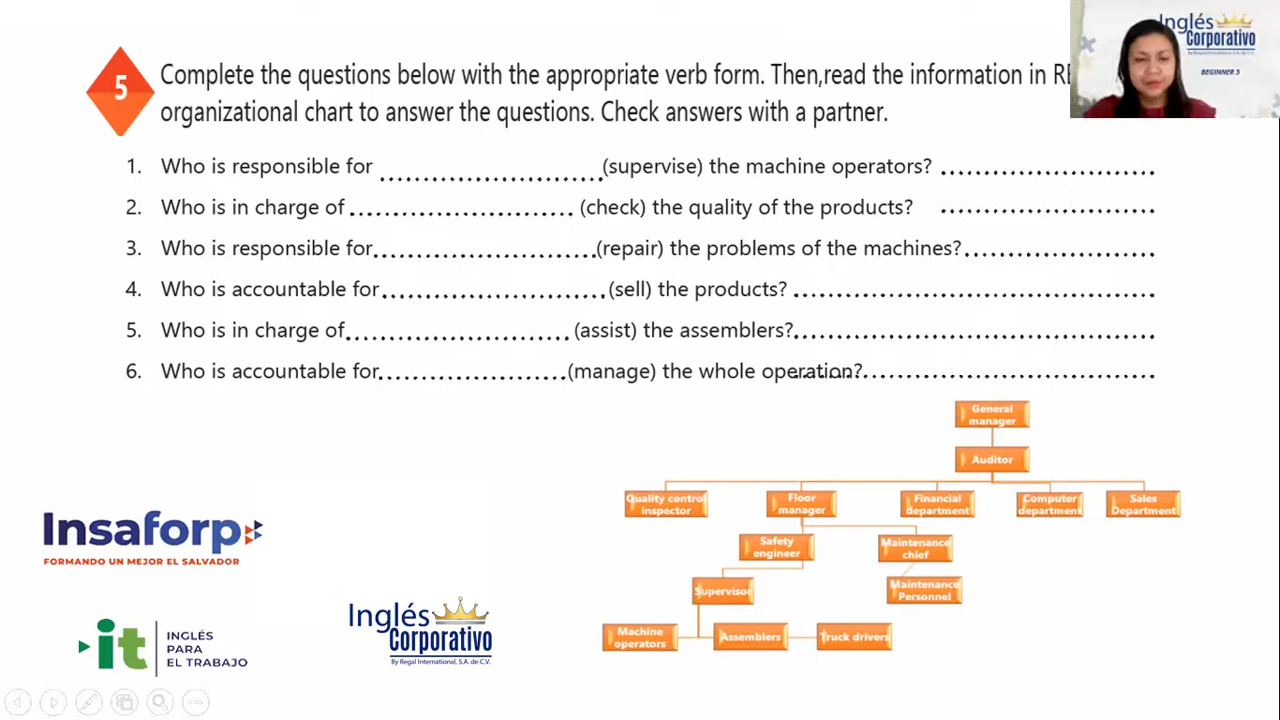 Inglés
Corporativo
By Regal International, S.A. de C.V.
BEGINNER 3
5
Complete the questions below with the appropriate verb form. Then,read the information in
organizational chart to answer the questions. Check answers with a partner.
1. Who is responsible for ..........................(supervise) the machine operators? .........................
2. Who is in charge of .......................... (check) the quality of the products? .........................
3. Who is responsible for..........................(repair) the problems of the machines?......................
4. Who is accountable for..........................(sell) the products? ..........................................
5. Who is in charge of.......................... (assist) the assemblers?..........................................
6. Who is accountable for......................(manage) the whole operation?..........................................
General
manager
Auditor
Quality control
inspector
Floor
manager
Financial
department
Computer
department
Sales
Department
Safety
engineer
Maintenance
chief
Supervisor
Maintenance
Personnel
Machine
operators
Assemblers
Truck drivers
Insaforp
FORMANDO UN MEJOR EL SALVADOR
it
INGLÉS
PARA
EL TRABAJO
Inglés
Corporativo
By Regal International, S.A. de C.V.